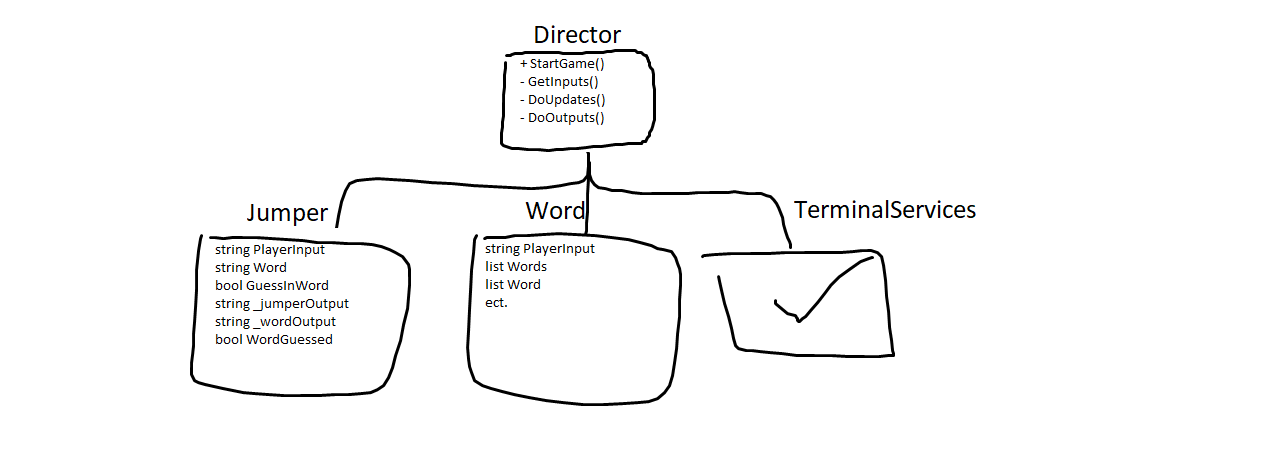 Director
+ StartGame()
- GetInputs()
- DoUpdates()
- DoOutputs()
Jumper
string PlayerInput
string Word
bool GuessInWord
string _jumperOutput
string _wordOutput
bool WordGuessed
Word
string PlayerInput
list Words
list Word
ect.
TerminalServices